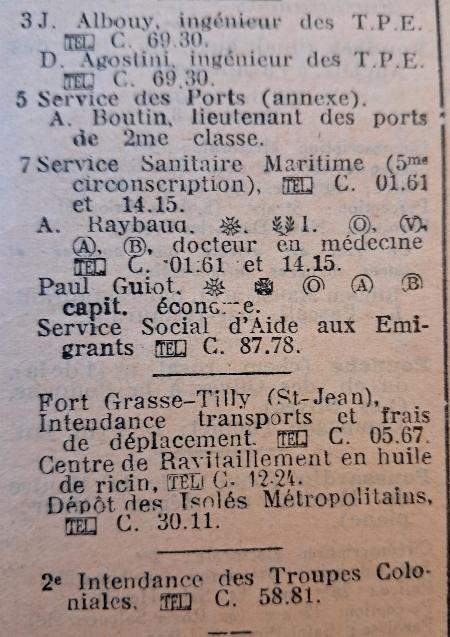 3 J. Albouy, ingénieur des T.P.E.
TEL C. 69.30.
D. Agostini, ingénieur des T.P.E.
TEL C. 69.30.
5 Service des Ports (annexe).
A. Boutin, lieutenant des ports
de 2me classe.
7 Service Sanitaire Maritime (5me
circonscription), TEL C. 01.61
et 14.15.
A. Raybaud. I. (O), (V),
(A), (B), docteur en médecine
TEL C. 01.61 et 14.15.
Paul Guiot. (O) (A) (B)
capit. économe.
Service Social d'Aide aux Emi-
grants TEL C. 87.78.
Fort Grasse-Tilly (St-Jean),
Intendance transports et frais
de déplacement. TEL C. 05.67.
Centre de Ravitaillement en huile
de ricin, TEL C. 12-24.
Dépôt des Isolés Métropolitains,
TEL C. 30.11.
2e Intendance des Troupes Colo-
niales, TEL C. 58.81.